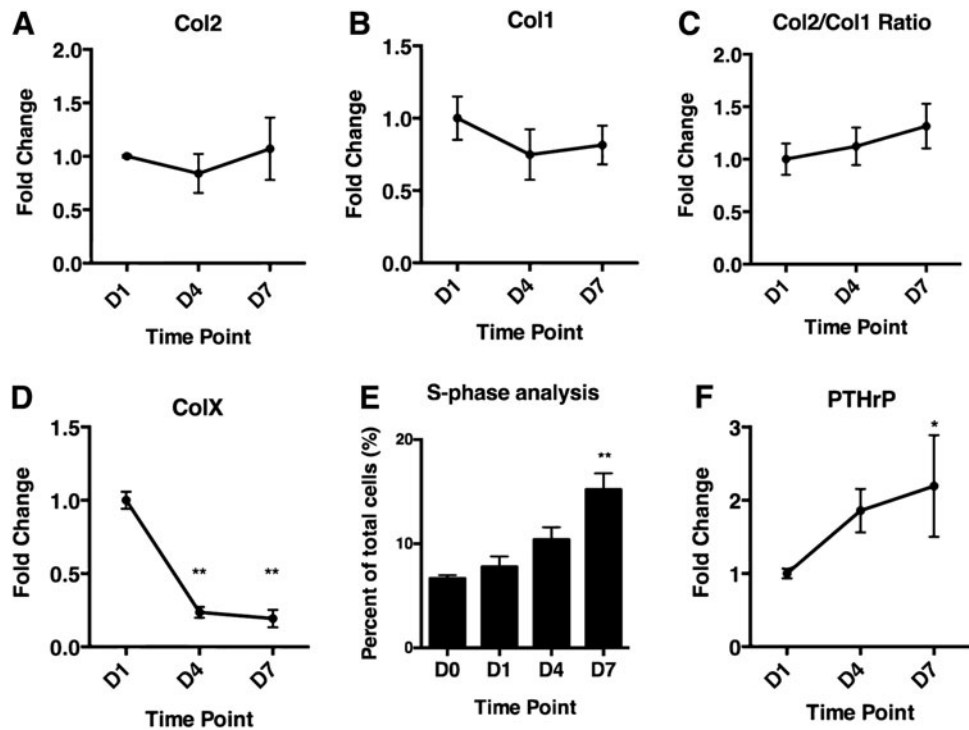 A
Col2
Fold Change
2.0
1.5
1.0
0.5
0.0
D1
D4
D7
Time Point
B
Col1
Fold Change
1.5
1.0
0.5
0.0
D1
D4
D7
Time Point
C
Col2/Col1 Ratio
Fold Change
2.0
1.5
1.0
0.5
0.0
D1
D4
D7
Time Point
D
ColX
Fold Change
1.5
1.0
0.5
0.0
**
**
D1
D4
D7
Time Point
E
S-phase analysis
Percent of total cells (%)
20
10
0
**
D0
D1
D4
D7
Time Point
F
PTHrP
Fold Change
3
2
1
0
*
D1
D4
D7
Time Point